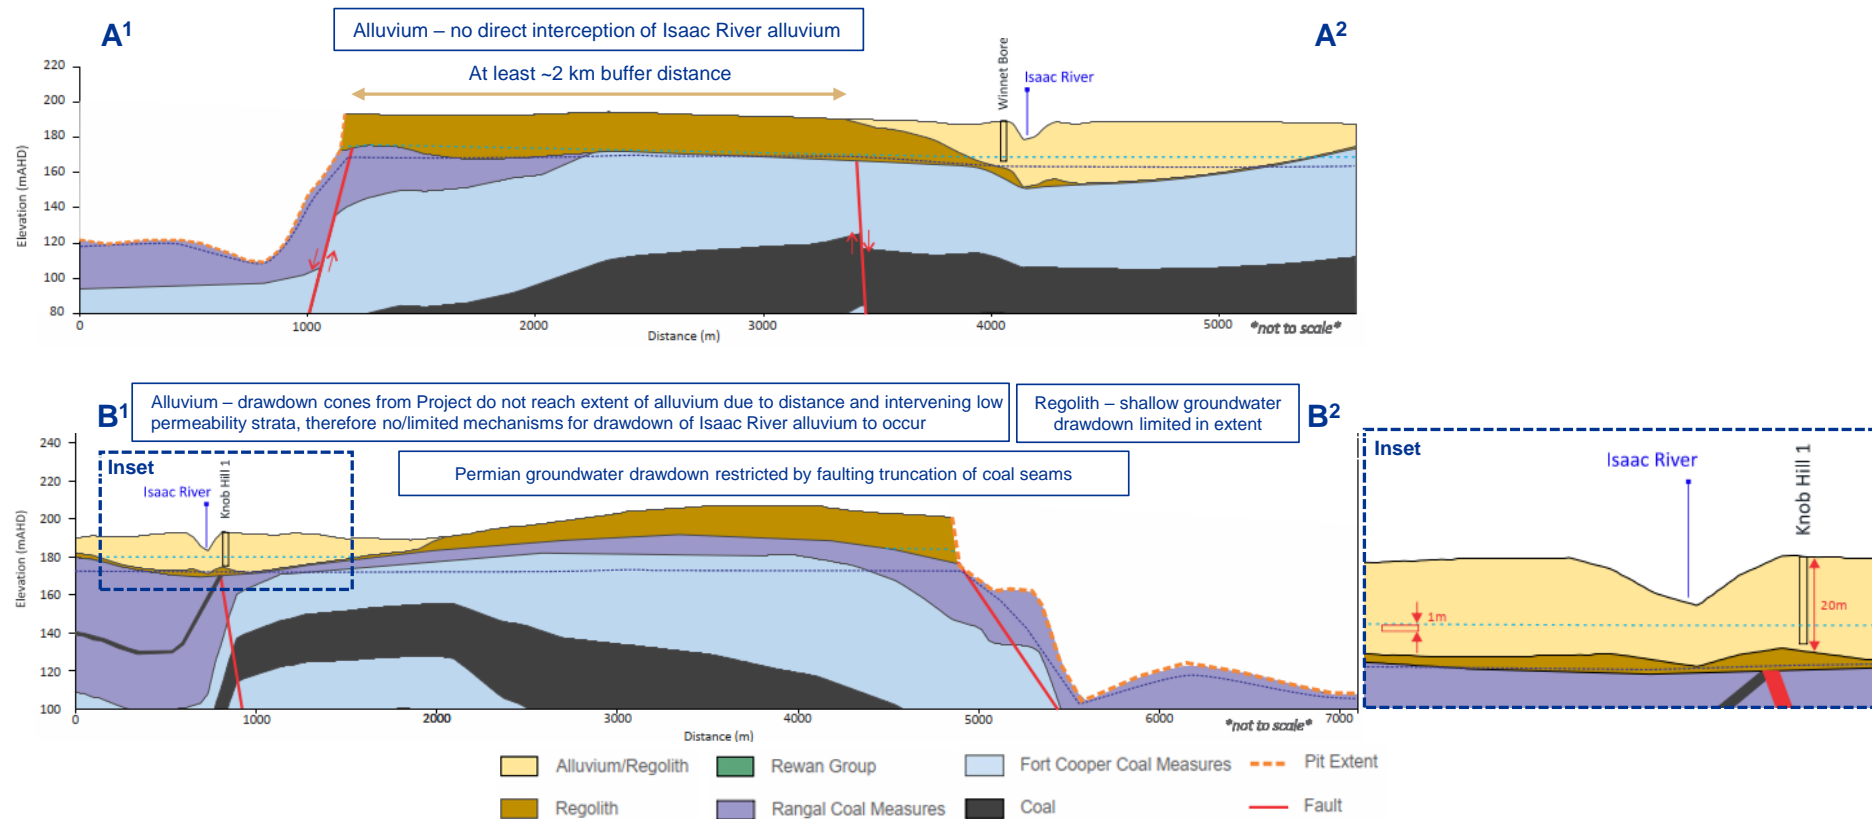 A¹
Alluvium – no direct interception of Isaac River alluvium
A²
At least ~2 km buffer distance
Winnet Bore
Isaac River
Elevation (mAHD)
220
200
180
160
140
120
100
80
0
1000
2000
3000
4000
5000
*not to scale*
Distance (m)
B¹
Alluvium – drawdown cones from Project do not reach extent of alluvium due to distance and intervening low
permeability strata, therefore no/limited mechanisms for drawdown of Isaac River alluvium to occur
Regolith – shallow groundwater
drawdown limited in extent
B²
Permian groundwater drawdown restricted by faulting truncation of coal seams
Inset
Isaac River
Knob Hill 1
Elevation (mAHD)
240
220
200
180
160
140
120
100
0
1000
2000
3000
4000
5000
6000
7000
*not to scale*
Distance (m)
Inset
Isaac River
Knob Hill 1
1m
20m
Alluvium/Regolith
Rewan Group
Fort Cooper Coal Measures
Pit Extent
Regolith
Rangal Coal Measures
Coal
Fault